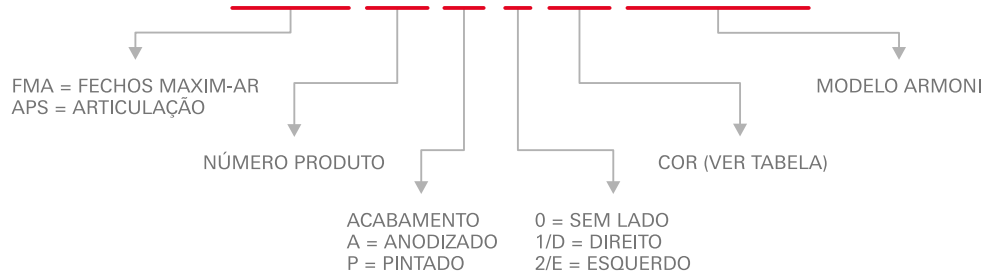 FMA = FECHOS MAXIM-AR
APS = ARTICULAÇÃO
MODELO ARMONI
NÚMERO PRODUTO
COR (VER TABELA)
ACABAMENTO
A = ANODIZADO
P = PINTADO
0 = SEM LADO
1/D = DIREITO
2/E = ESQUERDO